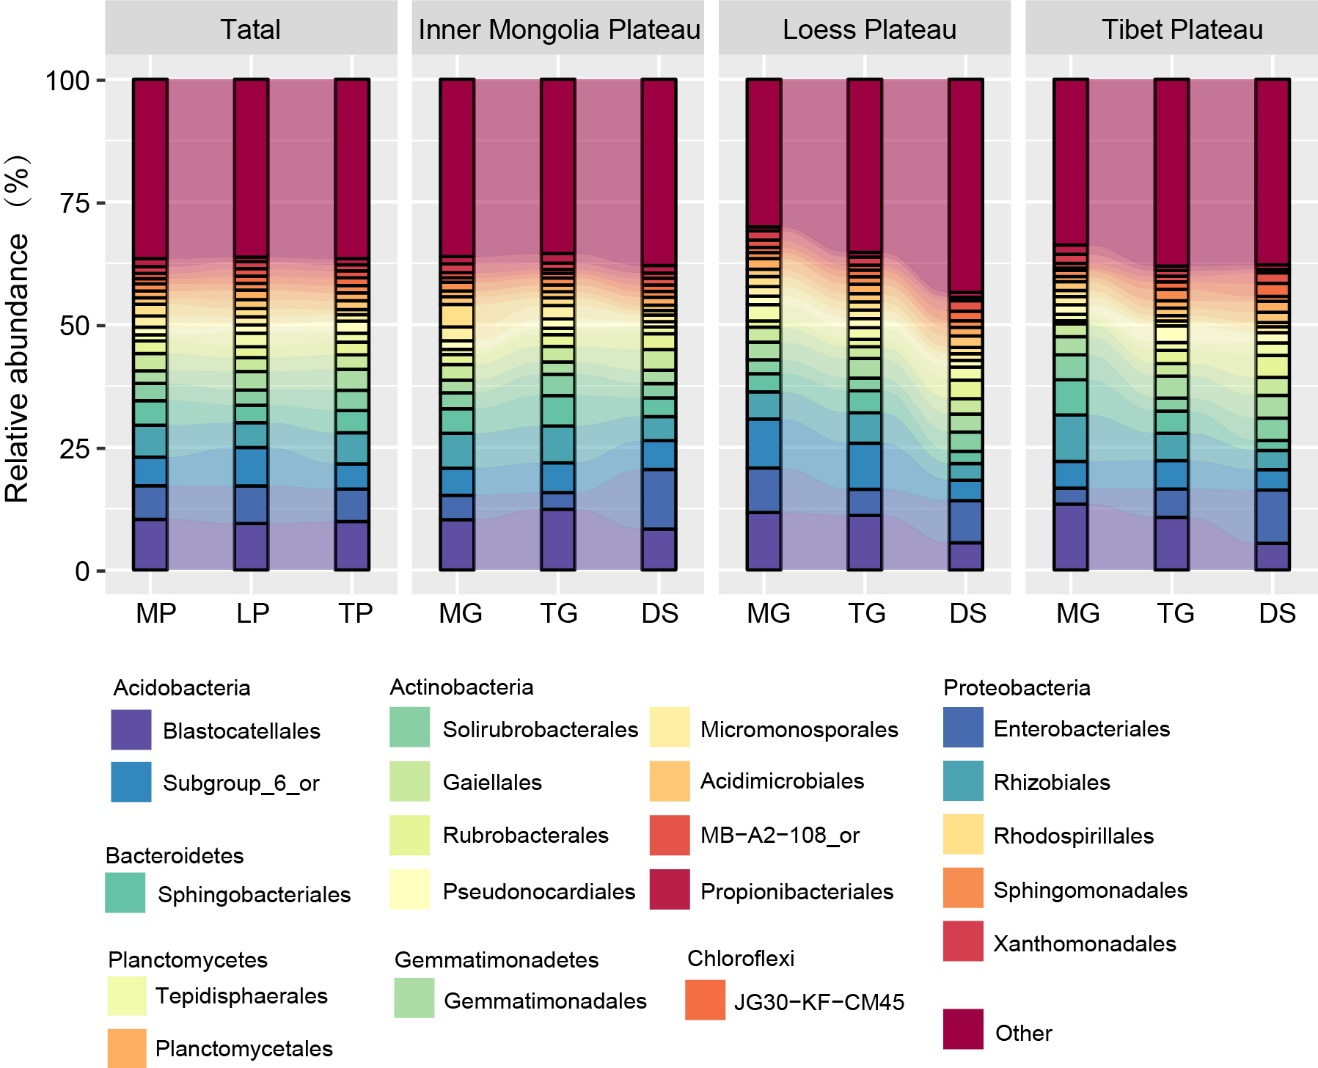 Tatal
Inner Mongolia Plateau
Loess Plateau
Tibet Plateau
Relative abundance (%)
100
75
50
25
0
MP LP TP
MG TG DS
MG TG DS
MG TG DS
Acidobacteria
Blastocatellales
Subgroup_6_or
Bacteroidetes
Sphingobacteriales
Planctomycetes
Tepidisphaerales
Planctomycetales
Actinobacteria
Solirubrobacterales
Gaiellales
Rubrobacterales
Pseudonocardiales
Micromonosporales
Acidimicrobiales
MB−A2−108_or
Propionibacteriales
Gemmatimonadetes
Gemmatimonadales
Chloroflexi
JG30−KF−CM45
Proteobacteria
Enterobacteriales
Rhizobiales
Rhodospirillales
Sphingomonadales
Xanthomonadales
Other